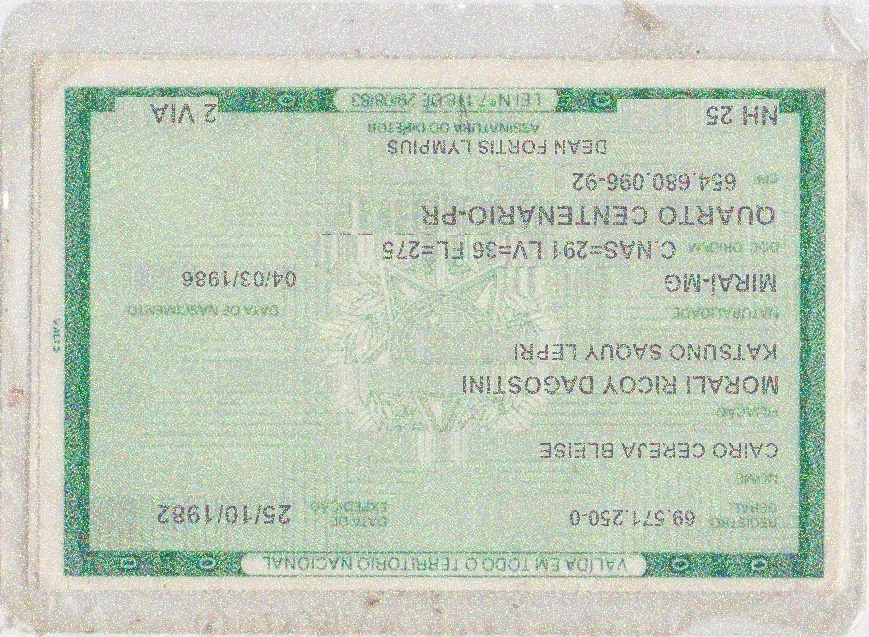 VÁLIDA EM TODO O TERRITÓRIO NACIONAL
REGISTRO GERAL 69.571.250-0 DATA DE EXPEDIÇÃO 25/10/1982
NOME
CAIRO CEREJA BLEISE
FILIAÇÃO
MORALI RICOY DAGOSTINI
KATSUNO SAQUY LEPRI
NATURALIDADE DATA DE NASCIMENTO
MIRAÍ-MG 04/03/1986
DOC ORIGEM C.NAS=291 LV=36 FL=275
QUARTO CENTENARIO-PR
CPF 654.680.096-92
DEAN FORTIS LYMPIUS
ASSINATURA DO DIRETOR
NH 25 2 VIA
LEI Nº 7.116 DE 29/08/83